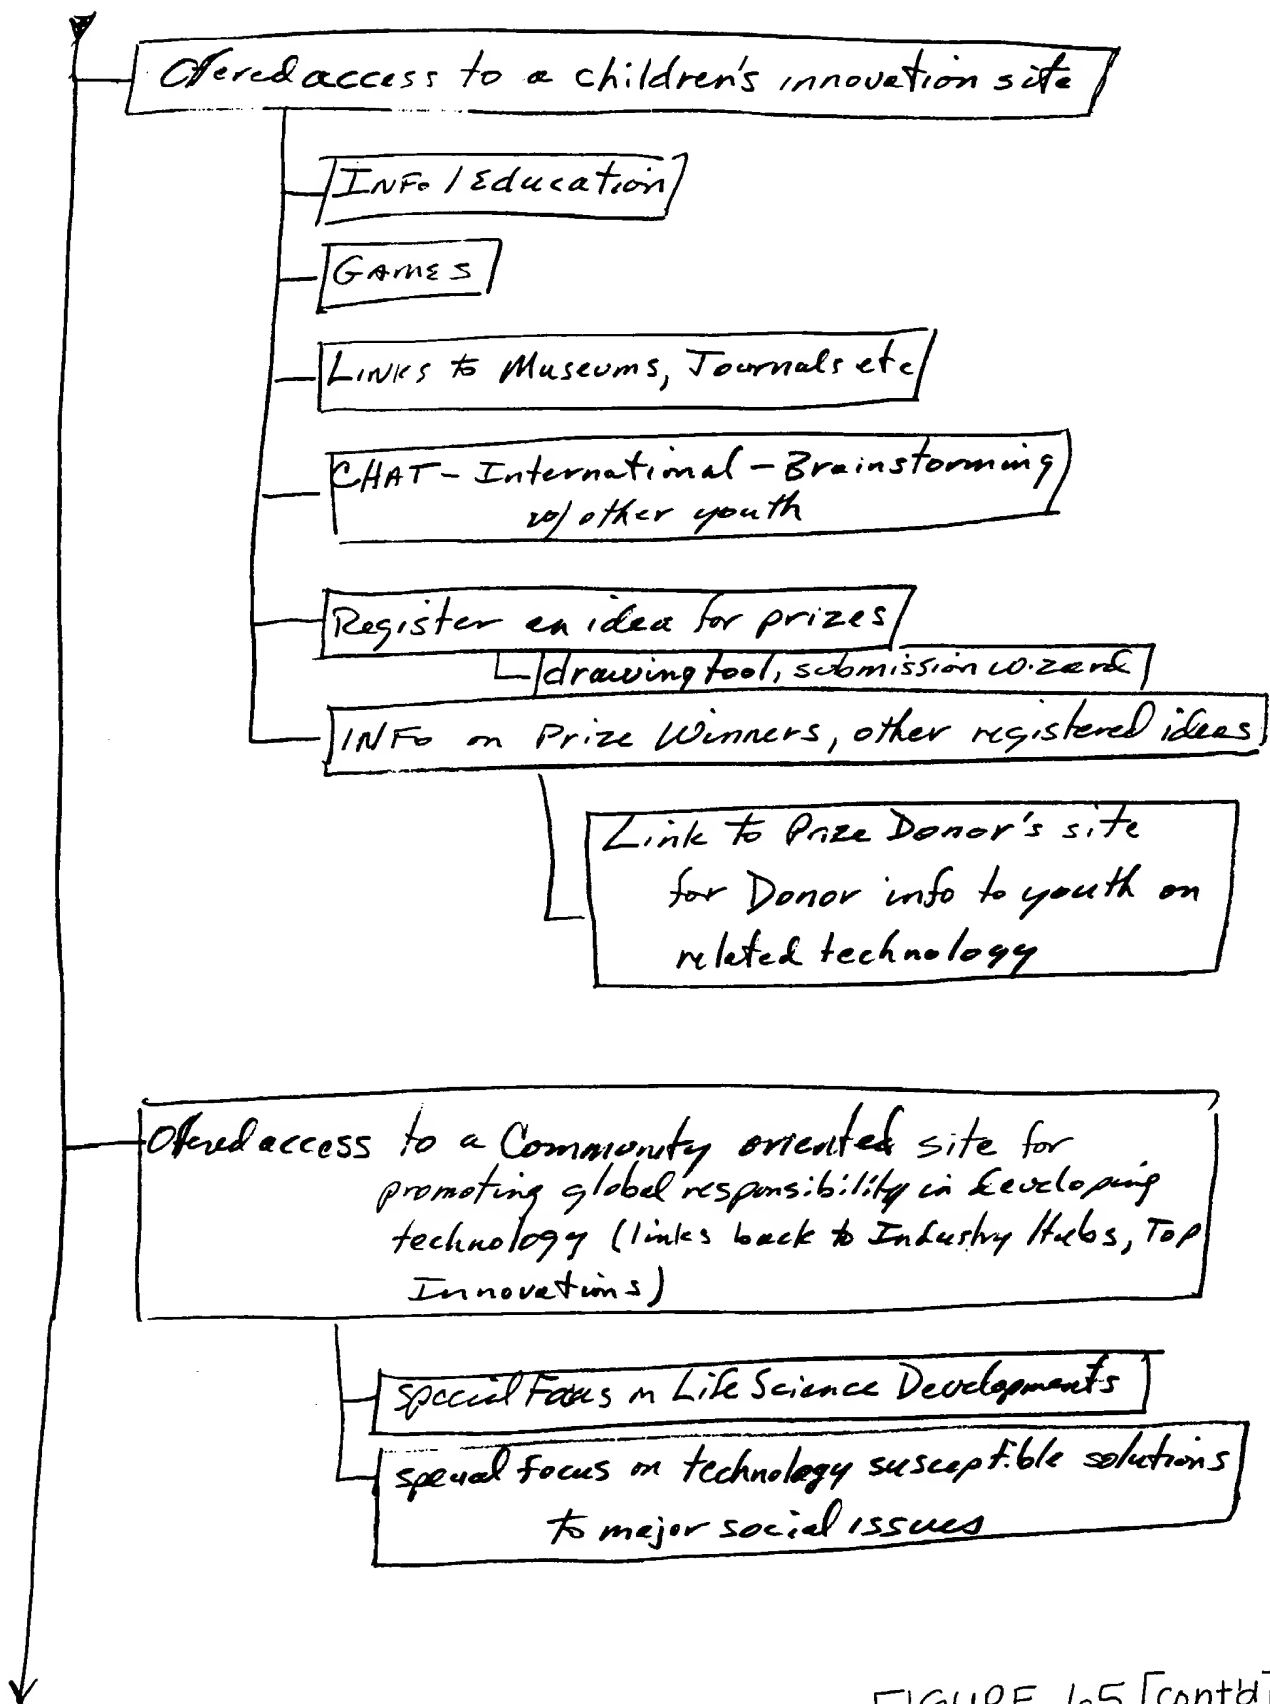 Offered access to a children's innovation site
INFO / Education
GAMES
LINKS to Museums, Journals etc
CHAT - International - Brainstorming
w/ other youth
Register an idea for prizes
drawing tool, submission wizard
INFO on Prize Winners, other registered ideas
Link to Prize Donor's site
for Donor info to youth on
related technology
Offered access to a Community oriented site for
promoting global responsibility in developing
technology (links back to Industry Hubs, Top
Innovations)
special Focus on Life Science Developments
special focus on technology susceptible solutions
to major social issues
FIGURE 65 [cont'd]